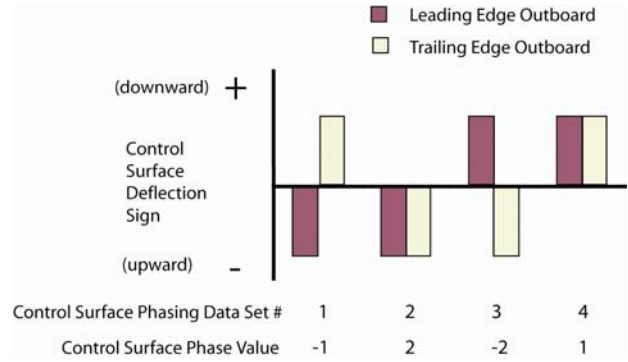 Leading Edge Outboard
Trailing Edge Outboard
(downward) +
Control
Surface
Deflection
Sign
(upward) -
Control Surface Phasing Data Set # 1 2 3 4
Control Surface Phase Value -1 2 -2 1